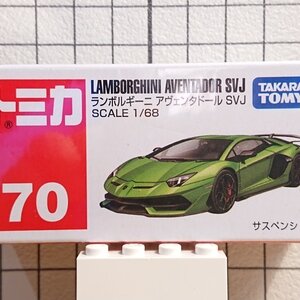 トミカ
®
70
LAMBORGHINI AVENTADOR SVJ
ランボルギーニ アヴェンタドール SVJ
SCALE 1/68
TAKARA
TOMY
サスペンシ